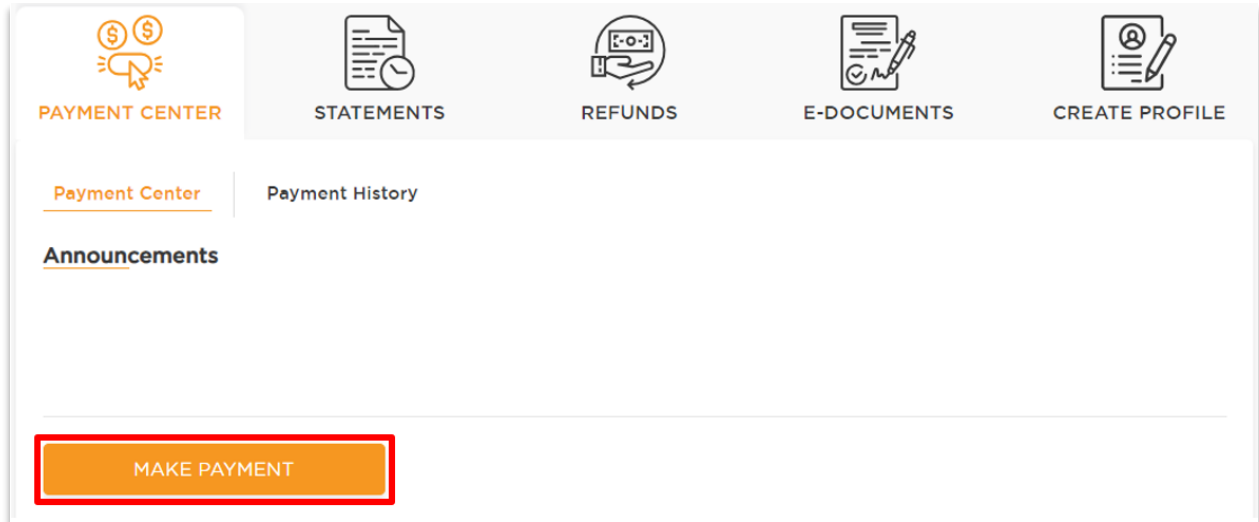 PAYMENT CENTER STATEMENTS REFUNDS E-DOCUMENTS CREATE PROFILE
Payment Center Payment History
Announcements
MAKE PAYMENT